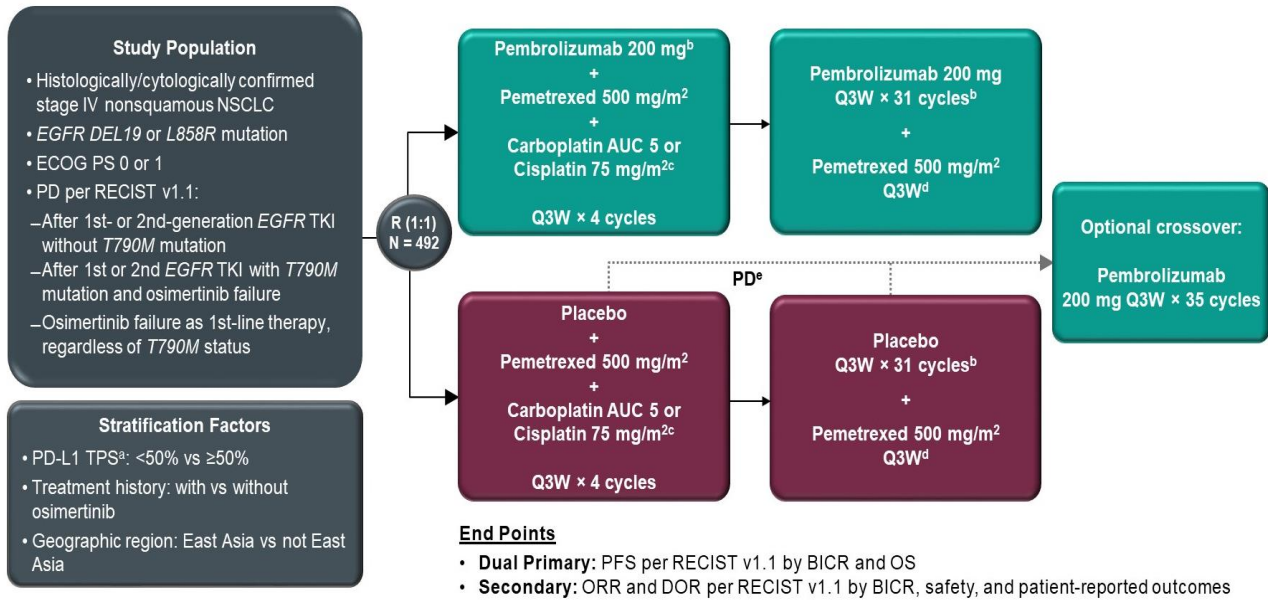 Study Population
• Histologically/cytologically confirmed
stage IV nonsquamous NSCLC
• EGFR DEL19 or L858R mutation
• ECOG PS 0 or 1
• PD per RECIST v1.1:
–After 1st- or 2nd-generation EGFR TKI
without T790M mutation
–After 1st or 2nd EGFR TKI with T790M
mutation and osimertinib failure
–Osimertinib failure as 1st-line therapy,
regardless of T790M status
Stratification Factors
• PD-L1 TPSᵃ: <50% vs ≥50%
• Treatment history: with vs without
osimertinib
• Geographic region: East Asia vs not East
Asia
R (1:1)
N = 492
Pembrolizumab 200 mgᵇ
+
Pemetrexed 500 mg/m²
+
Carboplatin AUC 5 or
Cisplatin 75 mg/m²ᶜ
Q3W × 4 cycles
Pembrolizumab 200 mg
Q3W × 31 cyclesᵇ
+
Pemetrexed 500 mg/m²
Q3Wᵈ
PDᵉ
Optional crossover:
Pembrolizumab
200 mg Q3W × 35 cycles
Placebo
+
Pemetrexed 500 mg/m²
+
Carboplatin AUC 5 or
Cisplatin 75 mg/m²ᶜ
Q3W × 4 cycles
Placebo
Q3W × 31 cyclesᵇ
+
Pemetrexed 500 mg/m²
Q3Wᵈ
End Points
• Dual Primary: PFS per RECIST v1.1 by BICR and OS
• Secondary: ORR and DOR per RECIST v1.1 by BICR, safety, and patient-reported outcomes